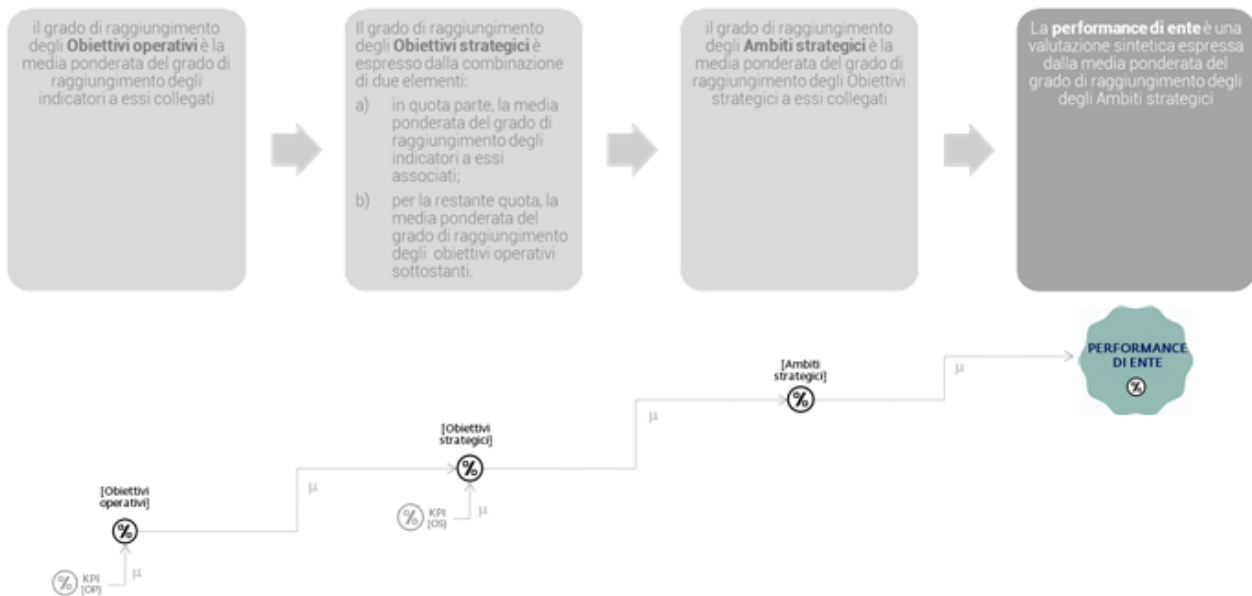 il grado di raggiungimento
degli Obiettivi operativi è la
media ponderata del grado di
raggiungimento degli
indicatori a essi collegati
Il grado di raggiungimento
degli Obiettivi strategici è
espresso dalla combinazione
di due elementi:
a) in quota parte, la media
ponderata del grado di
raggiungimento degli
indicatori a essi
associati;
b) per la restante quota, la
media ponderata del
grado di raggiungimento
degli obiettivi operativi
sottostanti.
il grado di raggiungimento
degli Ambiti strategici è la
media ponderata del grado di
raggiungimento degli Obiettivi
strategici a essi collegati
La performance di ente è una
valutazione sintetica espressa
dalla media ponderata del
grado di raggiungimento degli
degli Ambiti strategici
PERFORMANCE
DI ENTE
%
μ
[Ambiti
strategici]
%
μ
[Obiettivi
strategici]
%
μ
% KPI
[OS]
μ
[Obiettivi
operativi]
%
μ
% KPI
[OP]